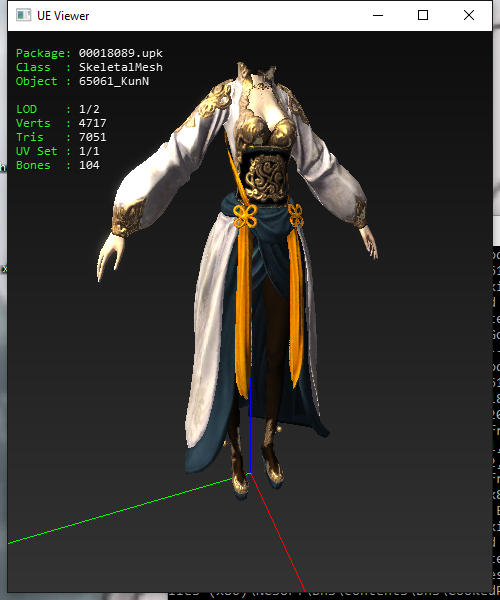 UE Viewer
Package: 00018089.upk
Class : SkeletalMesh
Object : 65061_KunN
LOD : 1/2
Verts : 4717
Tris : 7051
UV Set : 1/1
Bones : 104